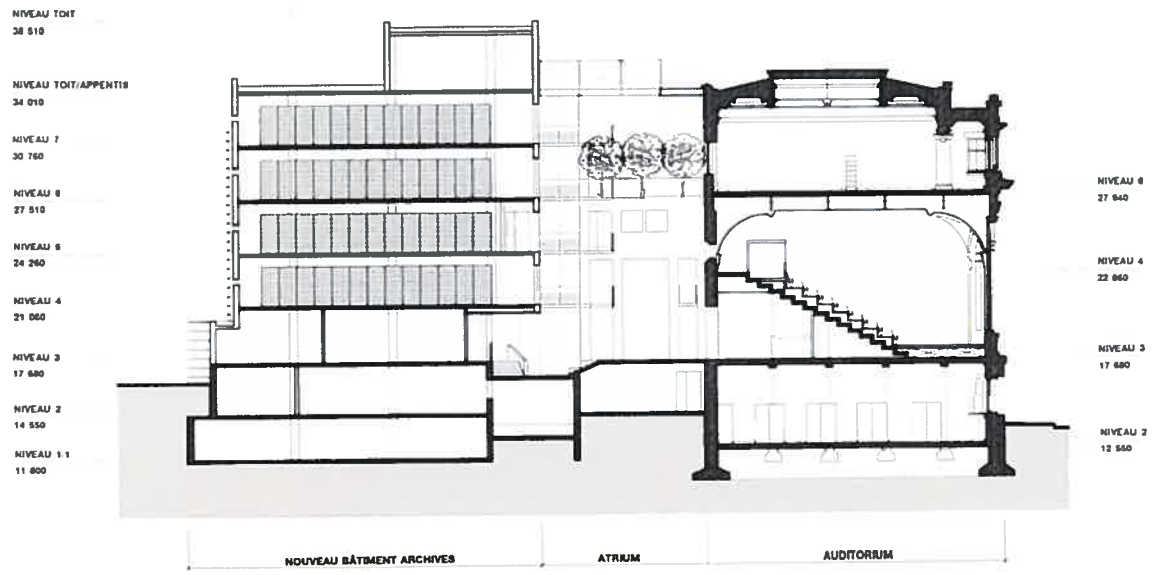 NIVEAU TOIT
38 510
NIVEAU TOIT/APPENTIS
34 010
NIVEAU 7
30 760
NIVEAU 6
27 510
NIVEAU 5
24 260
NIVEAU 4
21 060
NIVEAU 3
17 680
NIVEAU 2
14 550
NIVEAU 1.1
11 800
NIVEAU 6
27 940
NIVEAU 4
22 860
NIVEAU 3
17 680
NIVEAU 2
12 550
NOUVEAU BÂTIMENT ARCHIVES
ATRIUM
AUDITORIUM